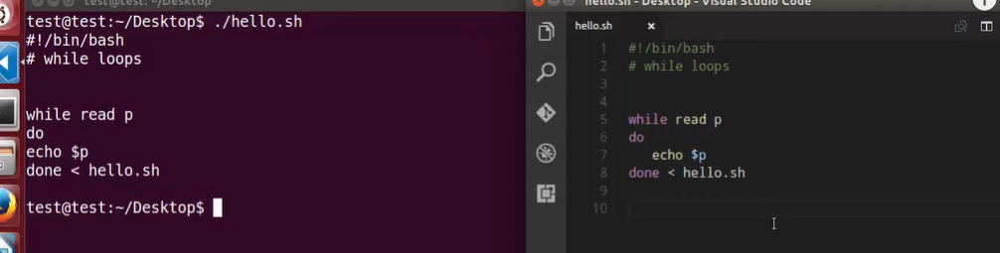 test@test: ~/Desktop
test@test:~/Desktop$ ./hello.sh
#!/bin/bash
# while loops
while read p
do
echo $p
done < hello.sh
test@test:~/Desktop$
hello.sh - Desktop - Visual Studio Code
hello.sh
1 #!/bin/bash
2 # while loops
3
4
5 while read p
6 do
7 echo $p
8 done < hello.sh
9
10